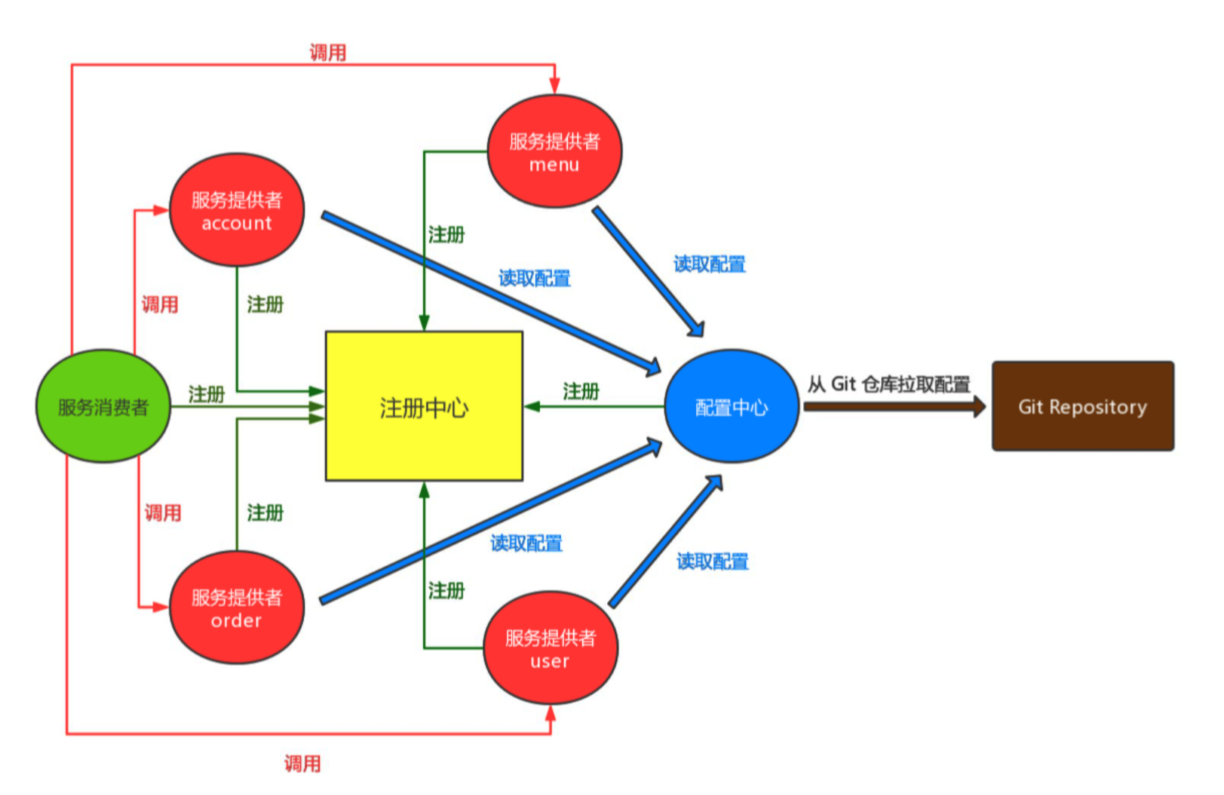 调用
服务提供者
menu
服务提供者
account
注册
读取配置
读取配置
调用
注册
服务消费者
注册
注册中心
注册
配置中心
从 Git 仓库拉取配置
Git Repository
调用
注册
读取配置
读取配置
注册
服务提供者
order
服务提供者
user
调用